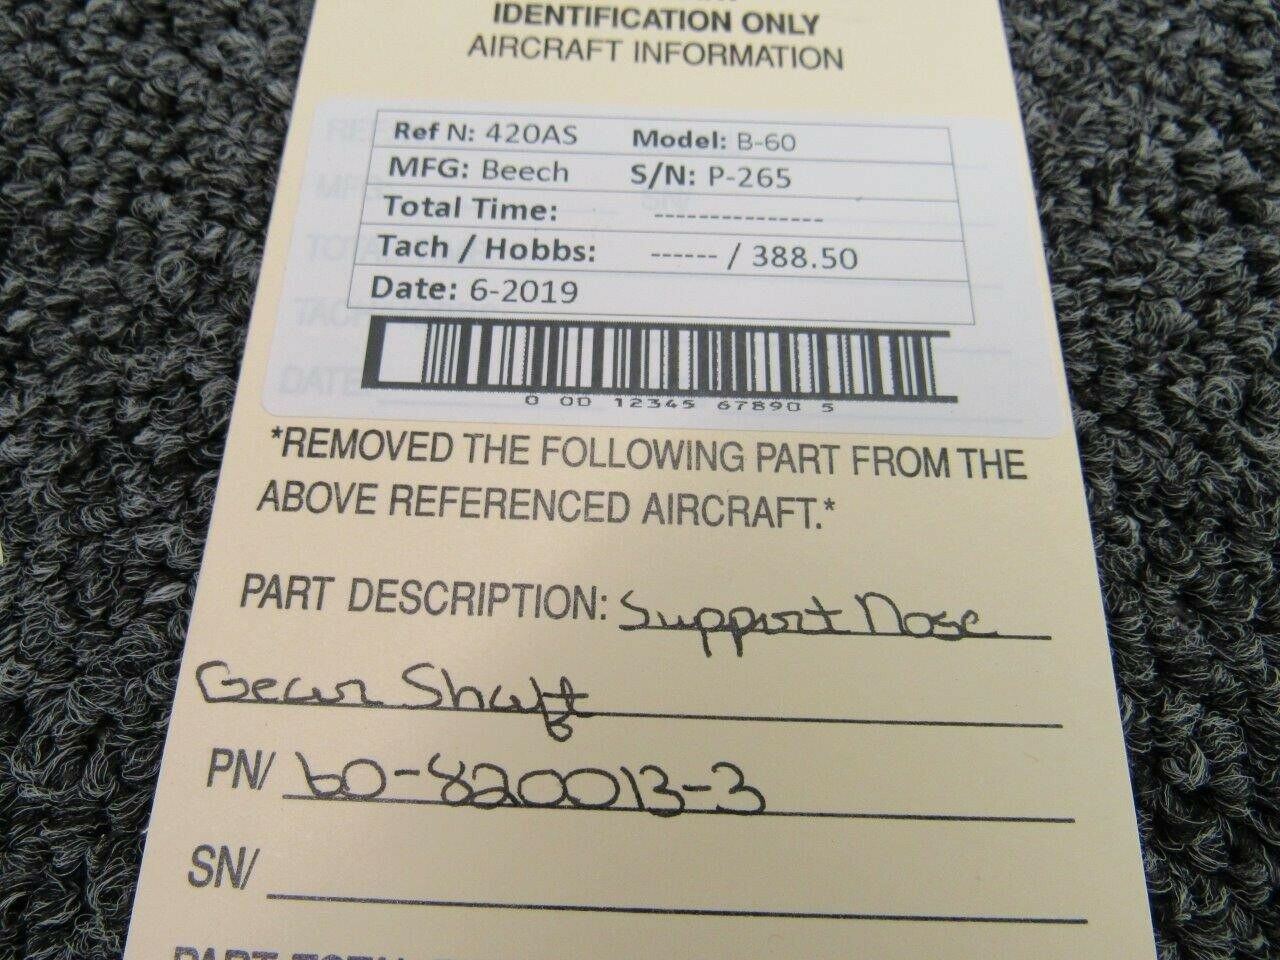 IDENTIFICATION ONLY
AIRCRAFT INFORMATION
Ref N: 420AS Model: B-60
MFG: Beech S/N: P-265
Total Time: ---------------
Tach / Hobbs: ------ / 388.50
Date: 6-2019
0 00 12345 67890 5
*REMOVED THE FOLLOWING PART FROM THE
ABOVE REFERENCED AIRCRAFT.*
PART DESCRIPTION: Support Nose
Gear Shaft
PN/ 60-820013-3
SN/